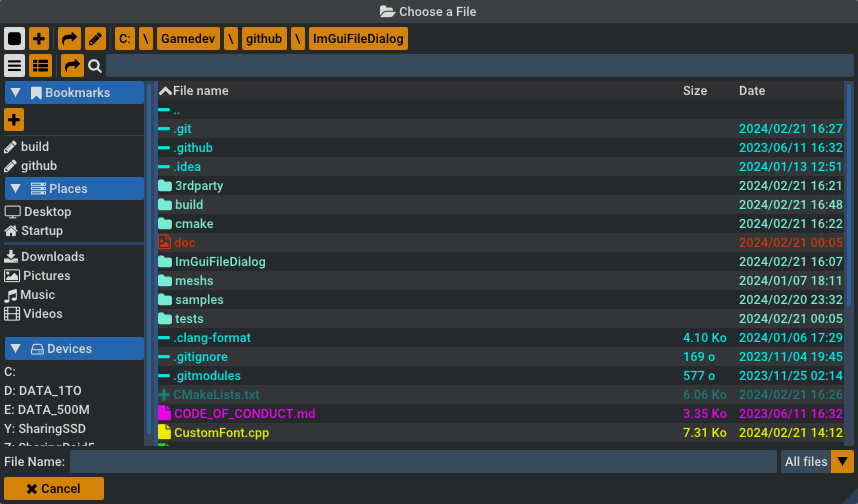 Choose a File
C: \ Gamedev \ github \ ImGuiFileDialog
Bookmarks
build
github
Places
Desktop
Startup
Downloads
Pictures
Music
Videos
Devices
C:
D: DATA_1TO
E: DATA_500M
Y: SharingSSD
File name Size Date
..
.git 2024/02/21 16:27
.github 2023/06/11 16:32
.idea 2024/01/13 12:51
3rdparty 2024/02/21 16:21
build 2024/02/21 16:48
cmake 2024/02/21 16:22
doc 2024/02/21 00:05
ImGuiFileDialog 2024/02/21 16:07
meshs 2024/01/07 18:11
samples 2024/02/20 23:32
tests 2024/02/21 00:05
.clang-format 4.10 Ko 2024/01/06 17:29
.gitignore 169 o 2023/11/04 19:45
.gitmodules 577 o 2023/11/25 02:14
CMakeLists.txt 6.06 Ko 2024/02/21 16:26
CODE_OF_CONDUCT.md 3.35 Ko 2023/06/11 16:32
CustomFont.cpp 7.31 Ko 2024/02/21 14:12
File Name: All files
Cancel